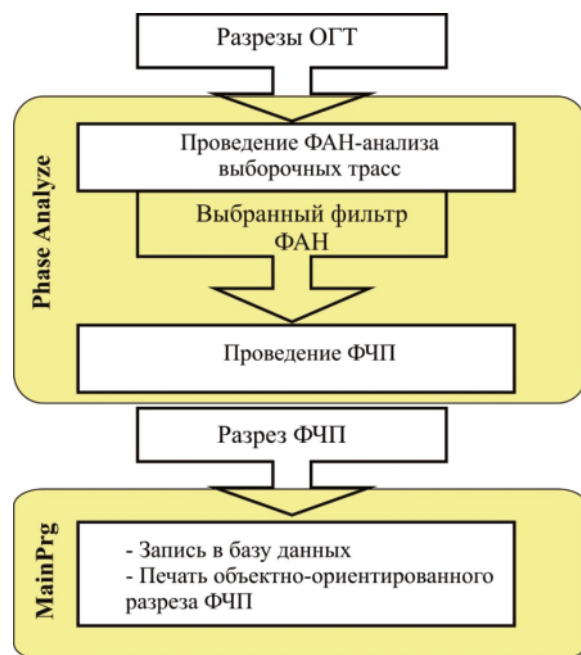 Разрезы ОГТ
Phase Analyze
Проведение ФАН-анализа
выборочных трасс
Выбранный фильтр
ФАН
Проведение ФЧП
Разрез ФЧП
MainPrg
- Запись в базу данных
- Печать объектно-ориентированного
разреза ФЧП